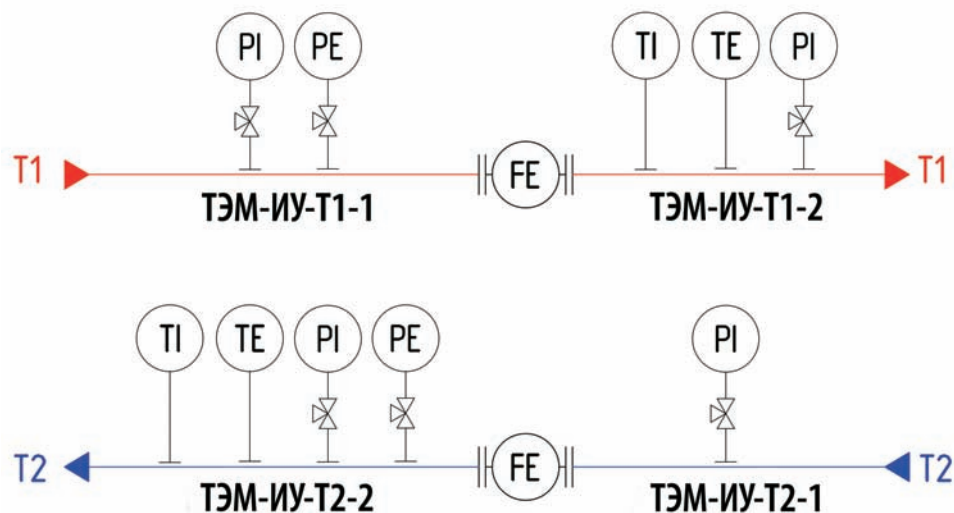 PI PE TI TE PI
T1 FE T1
ТЭМ-ИУ-Т1-1 ТЭМ-ИУ-Т1-2
TI TE PI PE PI
T2 FE T2
ТЭМ-ИУ-Т2-2 ТЭМ-ИУ-Т2-1